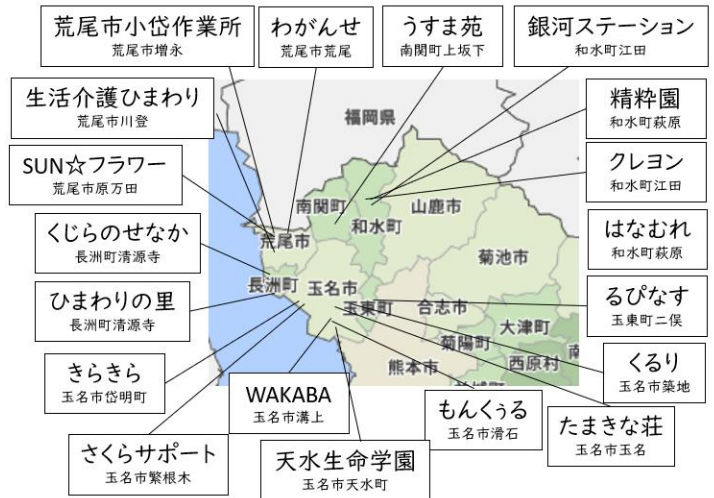 荒尾市小岱作業所
荒尾市増永
わがんせ
荒尾市荒尾
うすま苑
南関町上坂下
銀河ステーション
和水町江田
生活介護ひまわり
荒尾市川登
精粋園
和水町萩原
SUN☆フラワー
荒尾市原万田
クレヨン
和水町江田
くじらのせなか
長洲町清源寺
はなむれ
和水町萩原
ひまわりの里
長洲町清源寺
るぴなす
玉東町二俣
きらきら
玉名市岱明町
くるり
玉名市築地
WAKABA
玉名市溝上
もんくぅる
玉名市滑石
たまきな荘
玉名市玉名
さくらサポート
玉名市繁根木
天水生命学園
玉名市天水町
福岡県
南関町
和水町
山鹿市
荒尾市
菊池市
長洲町
玉名市
玉東町
合志市
大津町
菊陽町
西原村
熊本市